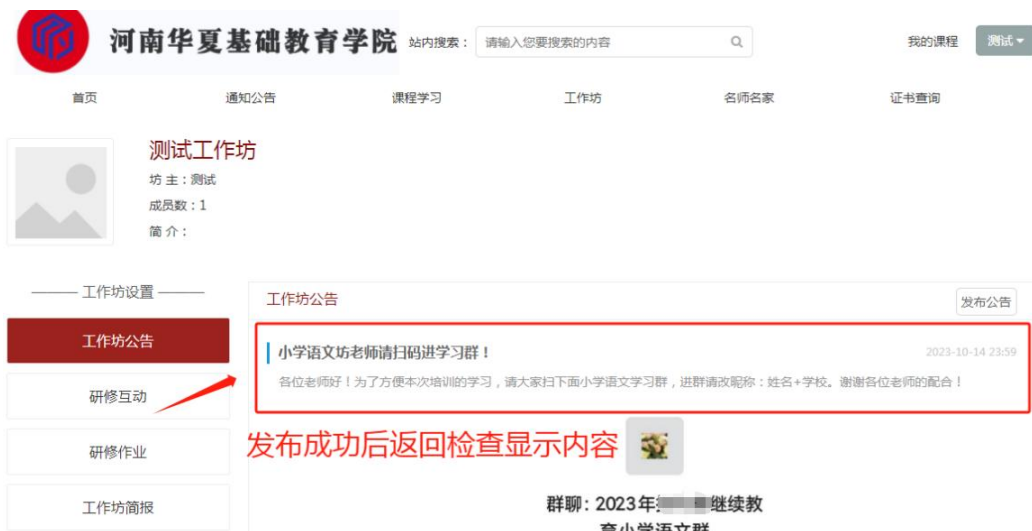 河南华夏基础教育学院 站内搜索： 请输入您要搜索的内容 我的课程 测试
首页 通知公告 课程学习 工作坊 名师名家 证书查询
测试工作坊
坊 主：测试
成员数：1
简 介：
工作坊设置
工作坊公告 发布公告
工作坊公告
小学语文坊老师请扫码进学习群！ 2023-10-14 23:59
各位老师好！为了方便本次培训的学习，请大家扫下面小学语文学习群，进群请改昵称：姓名+学校。谢谢各位老师的配合！
研修互动
发布成功后返回检查显示内容
研修作业
工作坊简报
群聊: 2023年 继续教
育小学语文群